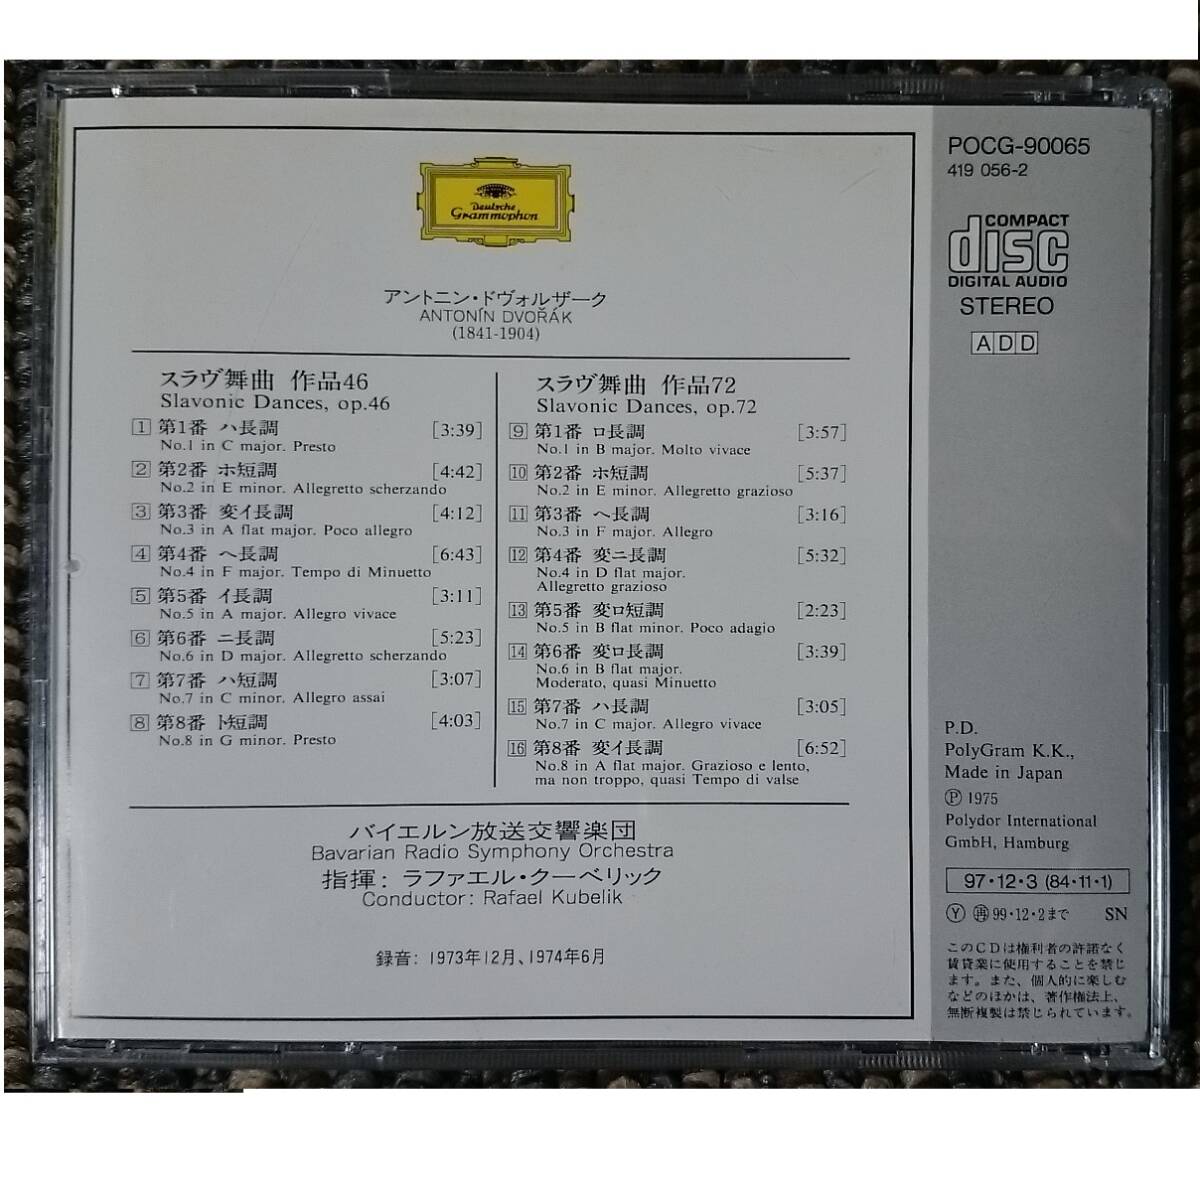 Deutsche
Grammophon
アントニン・ドヴォルザーク
ANTONÍN DVOŘÁK
(1841-1904)
スラヴ舞曲 作品46
Slavonic Dances, op.46
1 第1番 ハ長調 [3:39]
No.1 in C major. Presto
2 第2番 ホ短調 [4:42]
No.2 in E minor. Allegretto scherzando
3 第3番 変イ長調 [4:12]
No.3 in A flat major. Poco allegro
4 第4番 ヘ長調 [6:43]
No.4 in F major. Tempo di Minuetto
5 第5番 イ長調 [3:11]
No.5 in A major. Allegro vivace
6 第6番 ニ長調 [5:23]
No.6 in D major. Allegretto scherzando
7 第7番 ハ短調 [3:07]
No.7 in C minor. Allegro assai
8 第8番 ト短調 [4:03]
No.8 in G minor. Presto
スラヴ舞曲 作品72
Slavonic Dances, op.72
9 第1番 ロ長調 [3:57]
No.1 in B major. Molto vivace
10 第2番 ホ短調 [5:37]
No.2 in E minor. Allegretto grazioso
11 第3番 ヘ長調 [3:16]
No.3 in F major. Allegro
12 第4番 変ニ長調 [5:32]
No.4 in D flat major.
Allegretto grazioso
13 第5番 変ロ短調 [2:23]
No.5 in B flat minor. Poco adagio
14 第6番 変ロ長調 [3:39]
No.6 in B flat major.
Moderato, quasi Minuetto
15 第7番 ハ長調 [3:05]
No.7 in C major. Allegro vivace
16 第8番 変イ長調 [6:52]
No.8 in A flat major. Grazioso e lento,
ma non troppo, quasi Tempo di valse
バイエルン放送交響楽団
Bavarian Radio Symphony Orchestra
指揮: ラファエル・クーベリック
Conductor: Rafael Kubelik
録音: 1973年12月、1974年6月
POCG-90065
419 056-2
COMPACT
disc
DIGITAL AUDIO
STEREO
ADD
P.D.
PolyGram K.K.,
Made in Japan
Ⓟ 1975
Polydor International
GmbH, Hamburg
97・12・3 (84・11・1)
Ⓨ ㊢99・12・2まで SN
このCDは権利者の許諾なく
賃貸業に使用することを禁じ
ます。また、個人的に楽しむ
などのほかは、著作権法上、
無断複製は禁じられています。